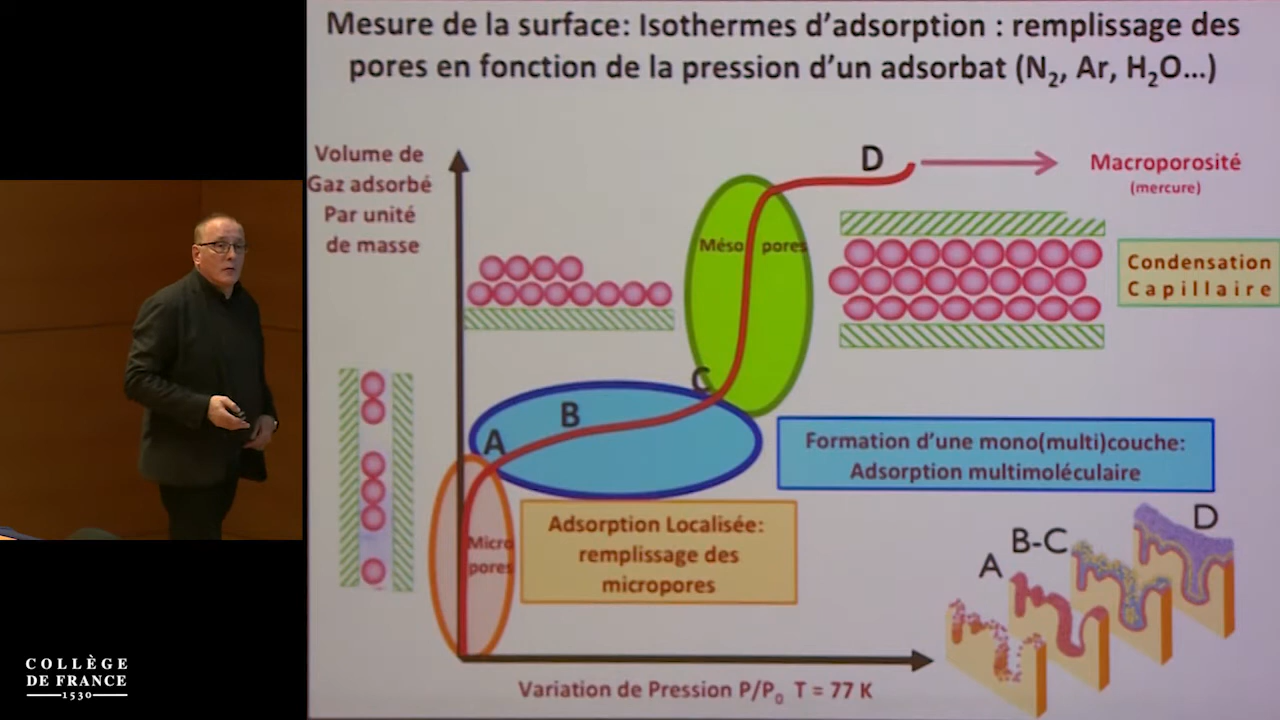 Mesure de la surface: Isothermes d’adsorption : remplissage des
pores en fonction de la pression d’un adsorbat (N₂, Ar, H₂O...)
Volume de
Gaz adsorbé
Par unité
de masse
D
Macroporosité
(mercure)
Méso pores
Condensation
Capillaire
C
B
A
Formation d’une mono(multi)couche:
Adsorption multimoléculaire
Micro
pores
Adsorption Localisée:
remplissage des
micropores
A
B-C
D
Variation de Pression P/P₀ T = 77 K
COLLÈGE
DE FRANCE
1530